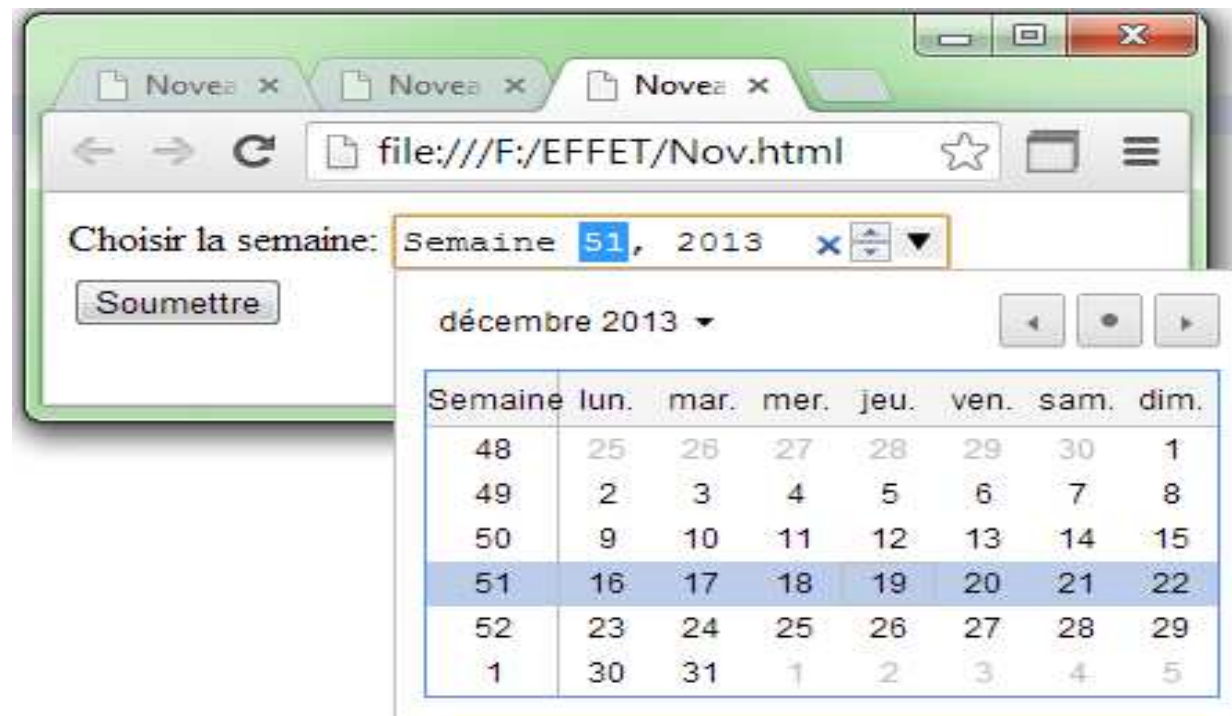 Novea Novea Novea
file:///F:/EFFET/Nov.html
Choisir la semaine: Semaine 51, 2013
Soumettre
décembre 2013
Semaine lun. mar. mer. jeu. ven. sam. dim.
48 25 26 27 28 29 30 1
49 2 3 4 5 6 7 8
50 9 10 11 12 13 14 15
51 16 17 18 19 20 21 22
52 23 24 25 26 27 28 29
1 30 31 1 2 3 4 5